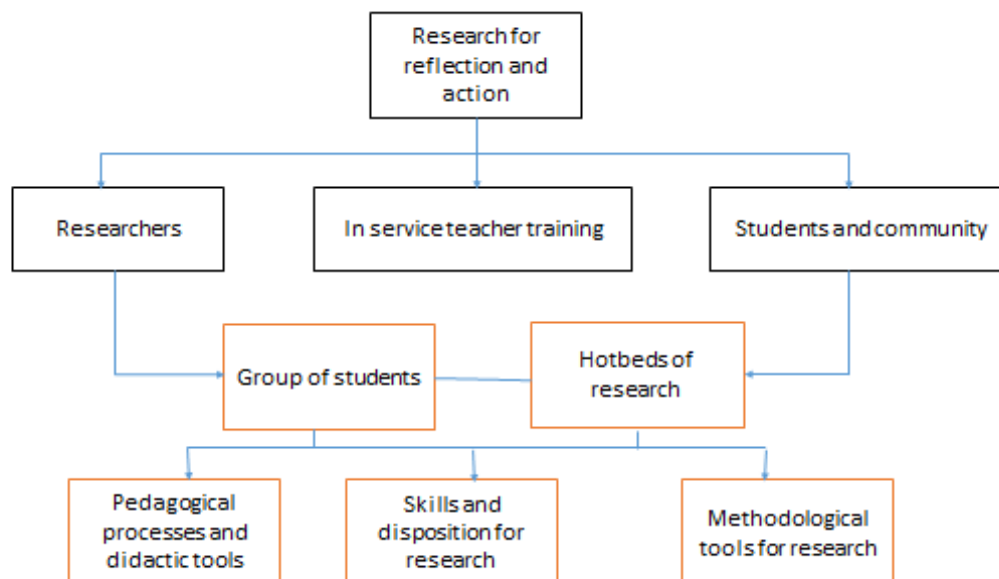 Research for
reflection and
action
Researchers
In service teacher training
Students and community
Group of students
Hotbeds of
research
Pedagogical
processes and
didactic tools
Skills and
disposition for
research
Methodological
tools for research